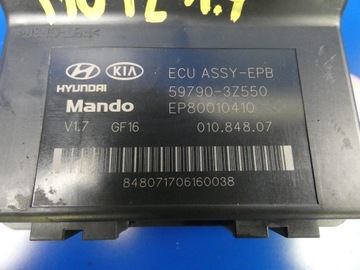 HYUNDAI KIA ECU ASSY-EPB
59790-3Z550
Mando EP80010410
V1.7 GF16 010.848.07
848071706160038